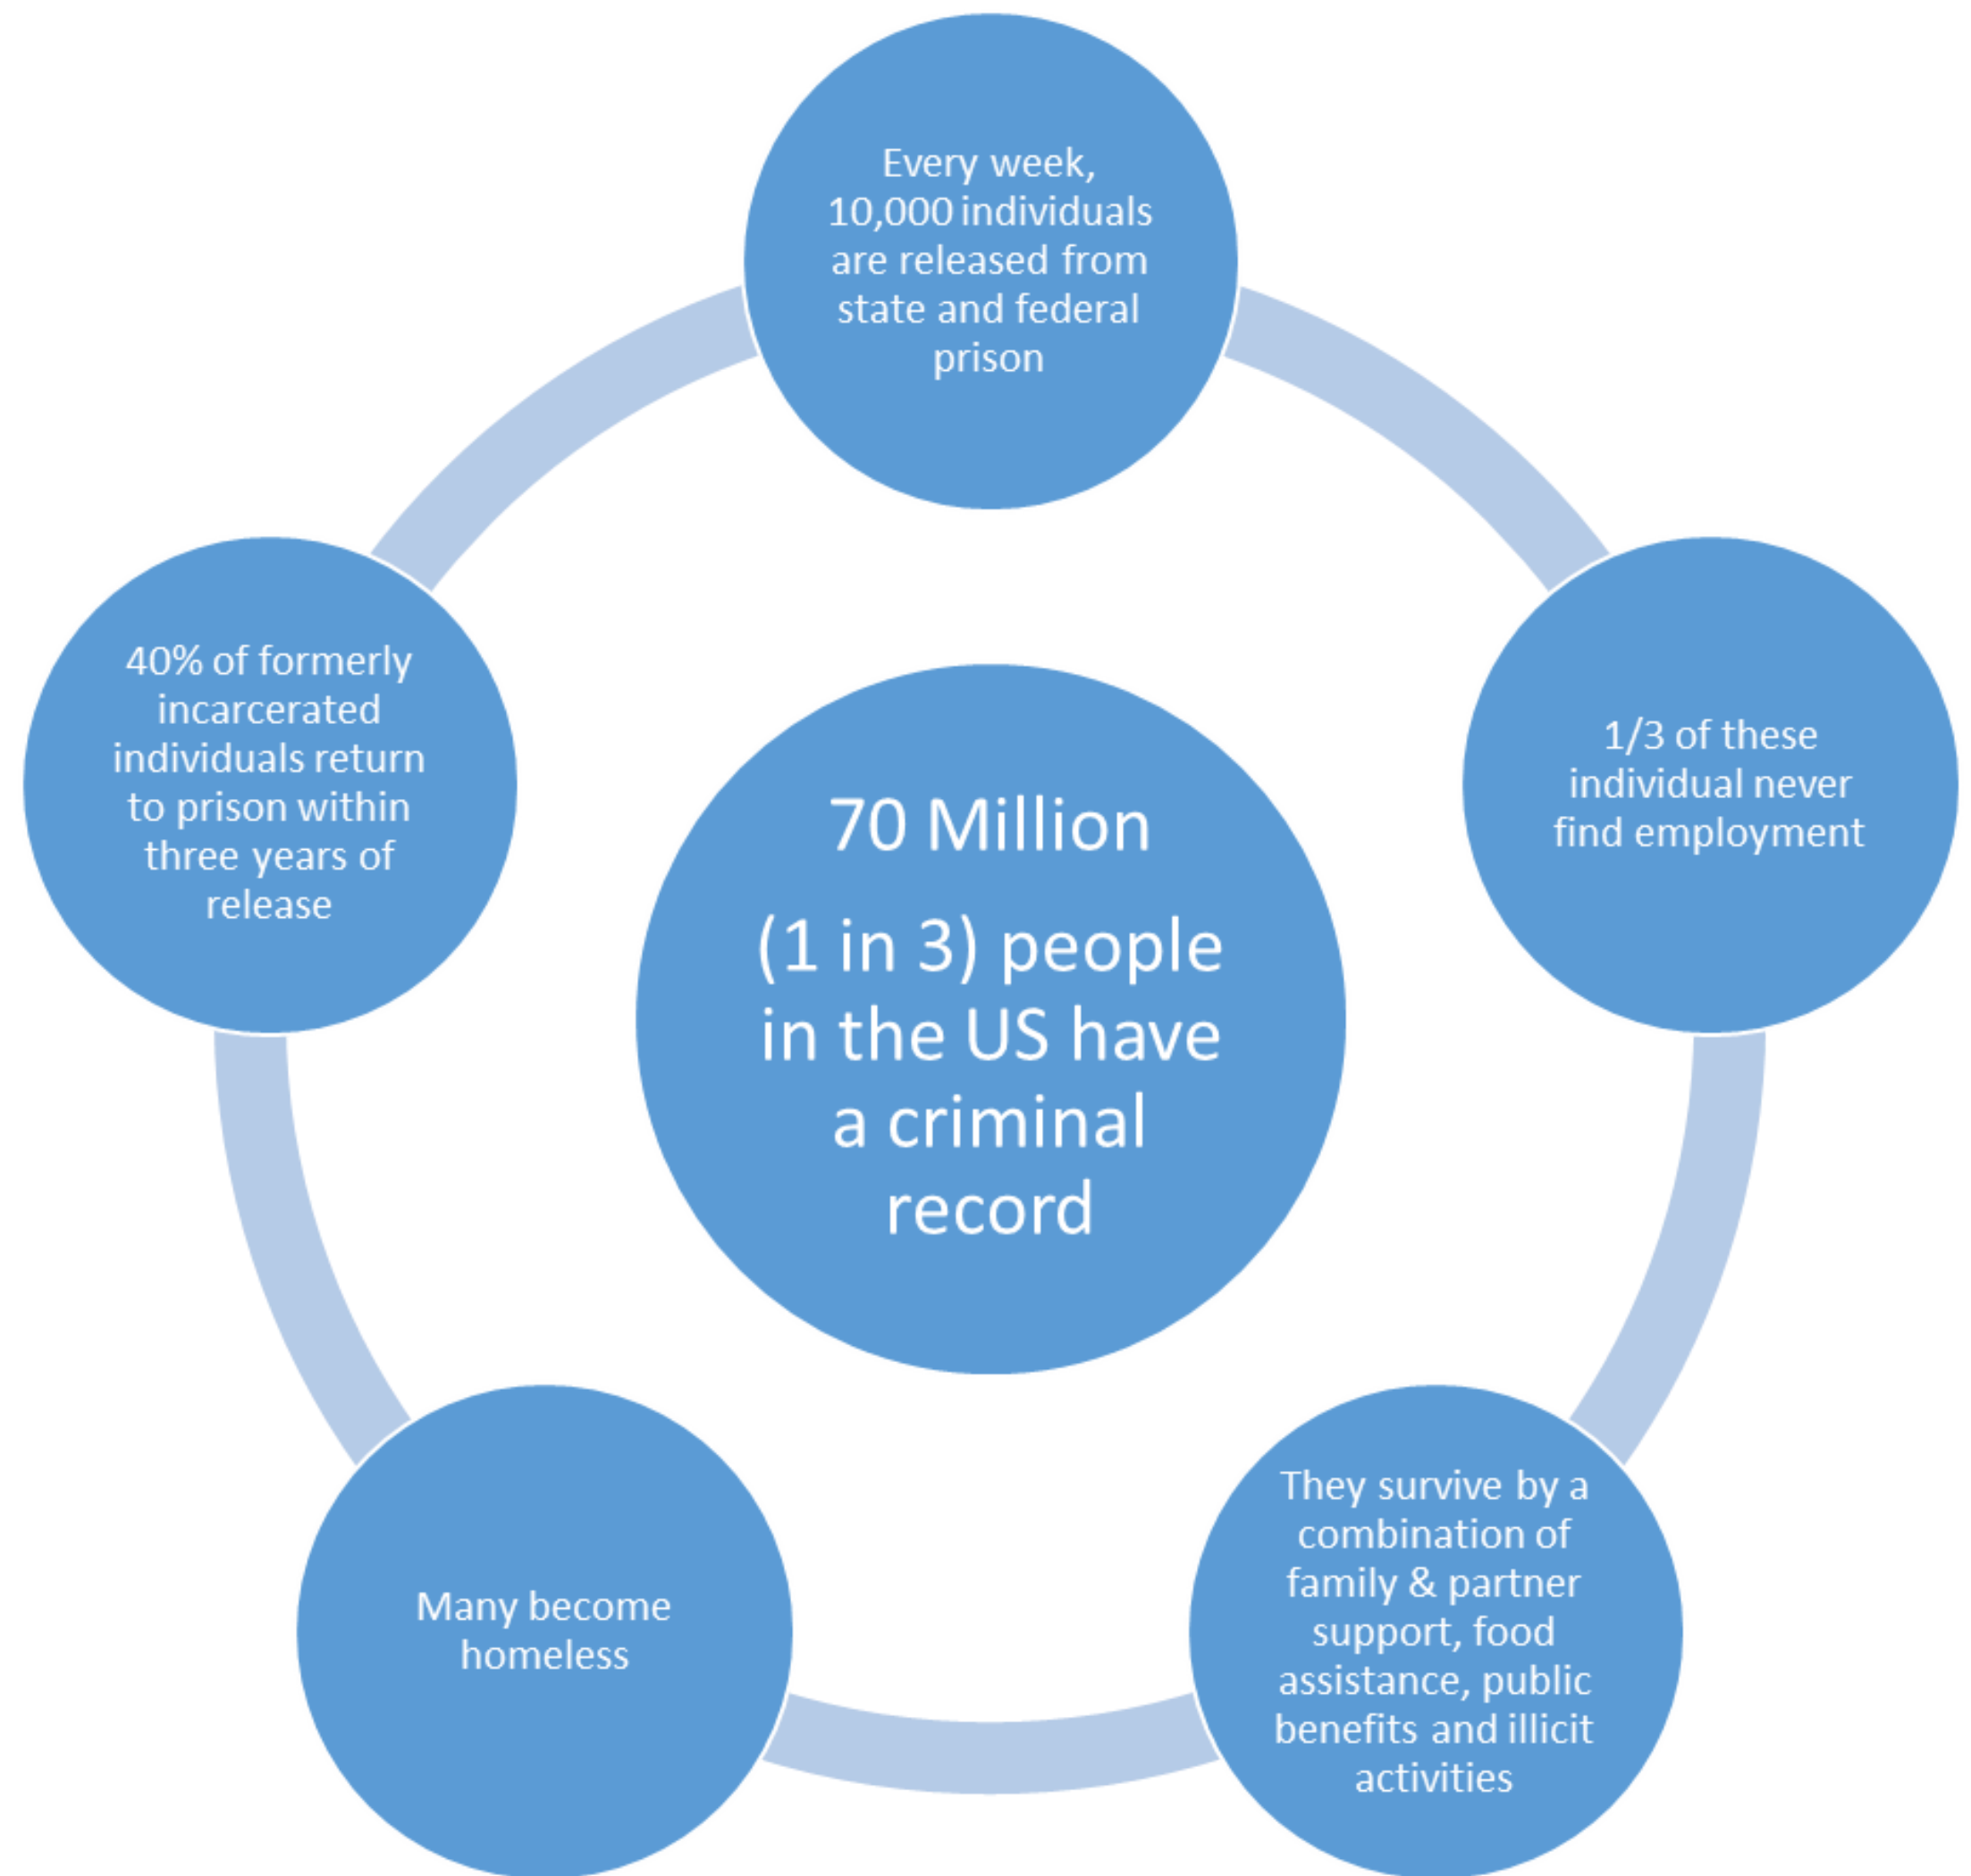 Every week,
10,000 individuals
are released from
state and federal
prison
1/3 of these
individual never
find employment
They survive by a
combination of
family & partner
support, food
assistance, public
benefits and illicit
activities
Many become
homeless
40% of formerly
incarcerated
individuals return
to prison within
three years of
release
70 Million
(1 in 3) people
in the US have
a criminal
record